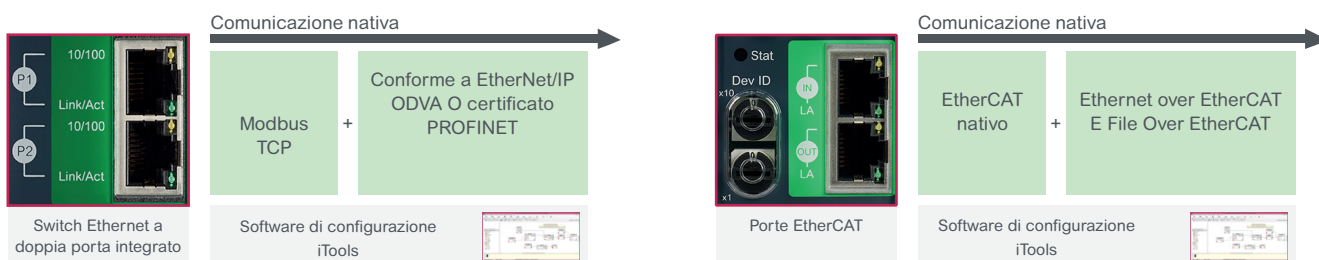 Comunicazione nativa
10/100
P1
Link/Act
10/100
P2
Link/Act
Modbus
TCP
+
Conforme a EtherNet/IP
ODVA O certificato
PROFINET
Switch Ethernet a
doppia porta integrato
Software di configurazione
iTools
Comunicazione nativa
Stat
Dev ID
x10
IN
LA
OUT
LA
x1
EtherCAT
nativo
+
Ethernet over EtherCAT
E File Over EtherCAT
Porte EtherCAT
Software di configurazione
iTools